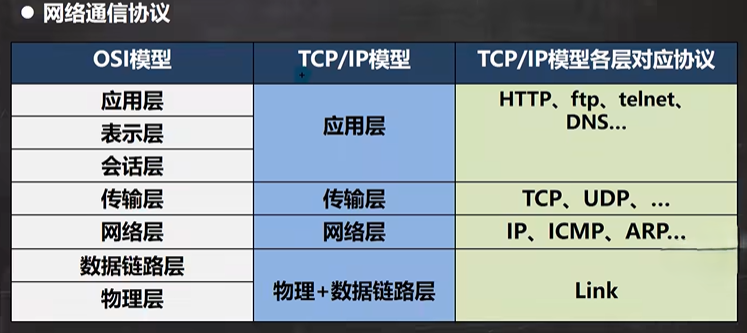 ● 网络通信协议
OSI模型 TCP/IP模型 TCP/IP模型各层对应协议
应用层 应用层 HTTP、ftp、telnet、
DNS...
表示层
会话层
传输层 传输层 TCP、UDP、...
网络层 网络层 IP、ICMP、ARP...
数据链路层 物理+数据链路层 Link
物理层